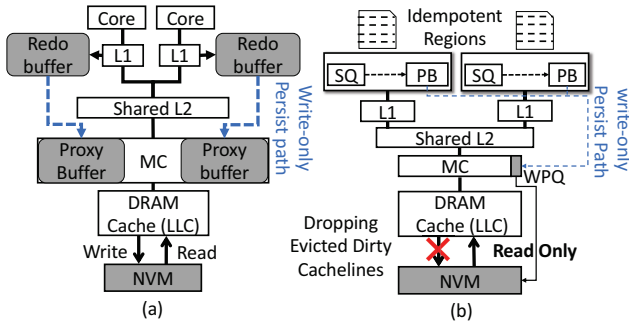 Core Core
Redo
buffer
L1
L1
Redo
buffer
Write-only
Persist path
Shared L2
Proxy
Buffer
MC
Proxy
buffer
DRAM
Cache (LLC)
Write
Read
NVM
(a)
Idempotent
Regions
SQ
PB
SQ
PB
L1
L1
Write-only
Persist Path
Shared L2
MC
WPQ
DRAM
Cache (LLC)
Dropping
Evicted Dirty
Cachelines
Read Only
NVM
(b)